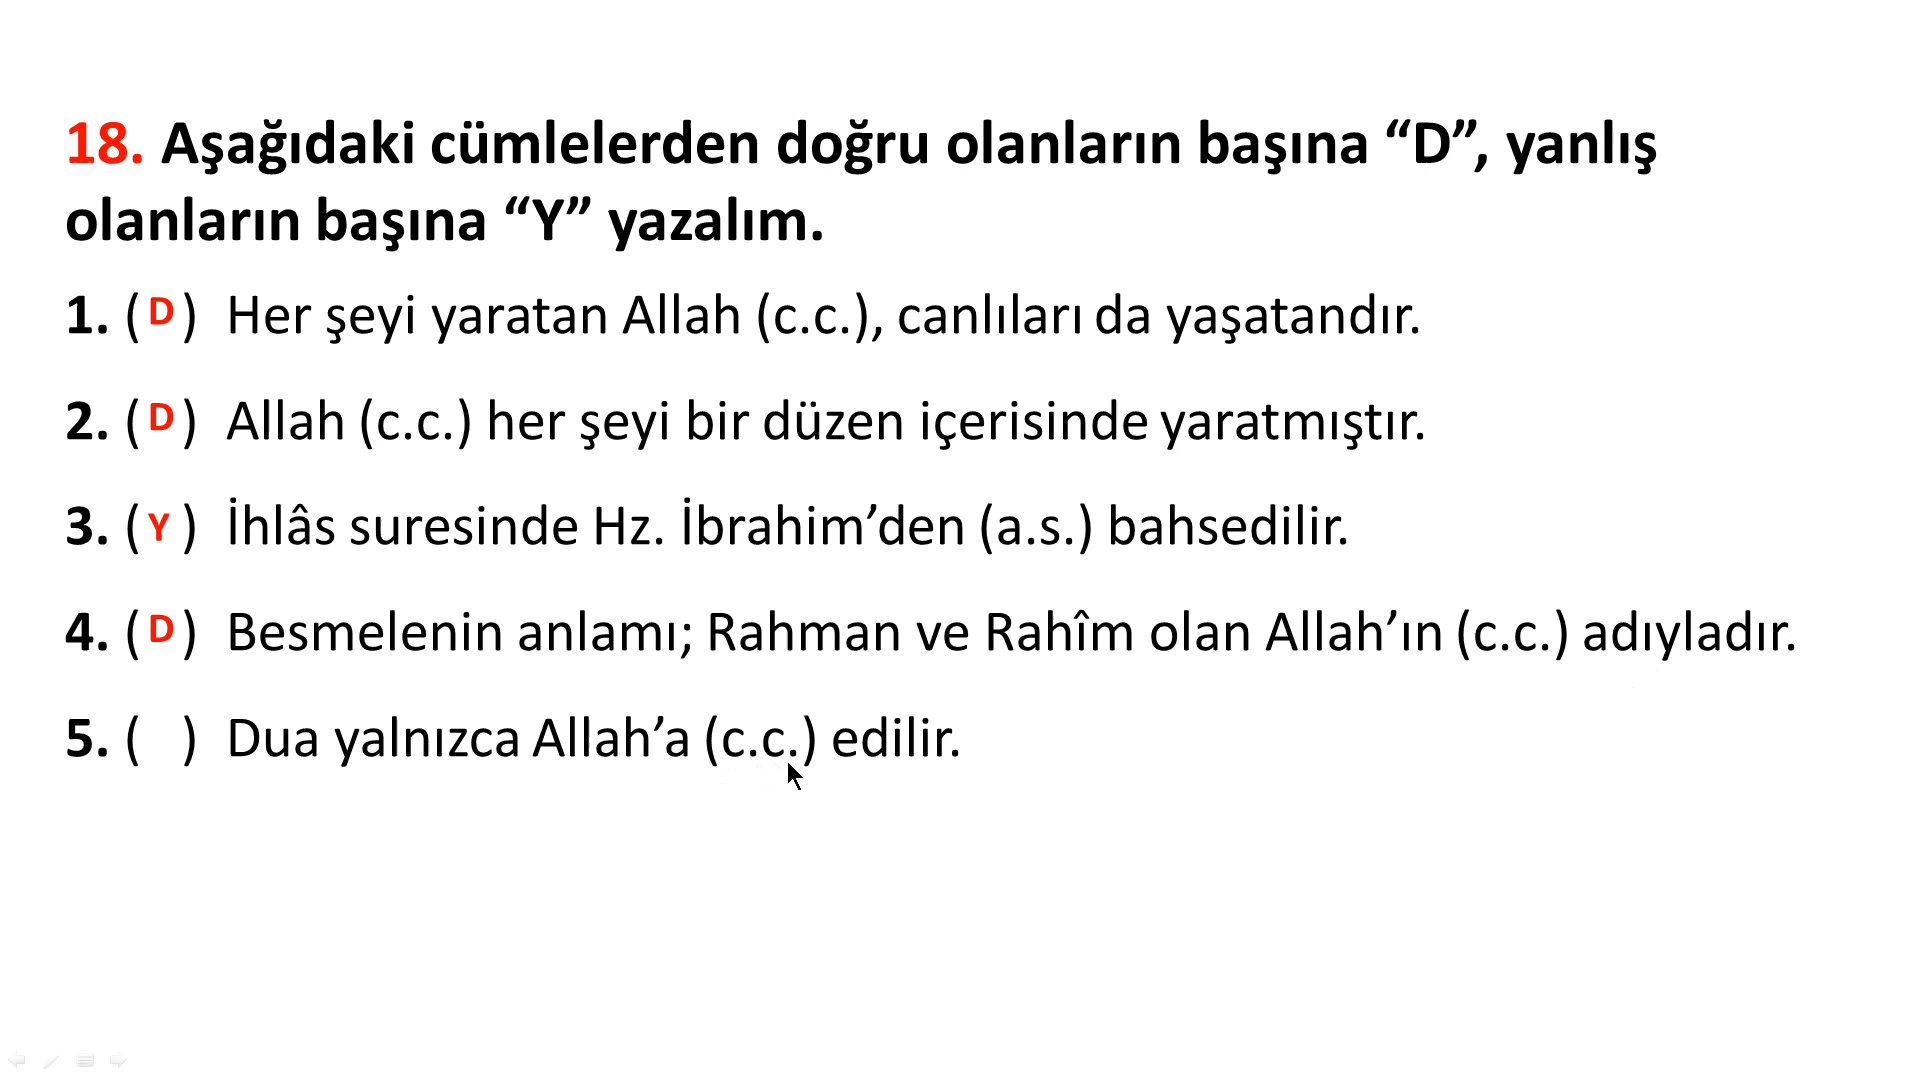 18. Aşağıdaki cümlelerden doğru olanların başına “D”, yanlış
olanların başına “Y” yazalım.
1. ( D ) Her şeyi yaratan Allah (c.c.), canlıları da yaşatandır.
2. ( D ) Allah (c.c.) her şeyi bir düzen içerisinde yaratmıştır.
3. ( Y ) İhlâs suresinde Hz. İbrahim’den (a.s.) bahsedilir.
4. ( D ) Besmelenin anlamı; Rahman ve Rahîm olan Allah’ın (c.c.) adıyladır.
5. ( ) Dua yalnızca Allah’a (c.c.) edilir.